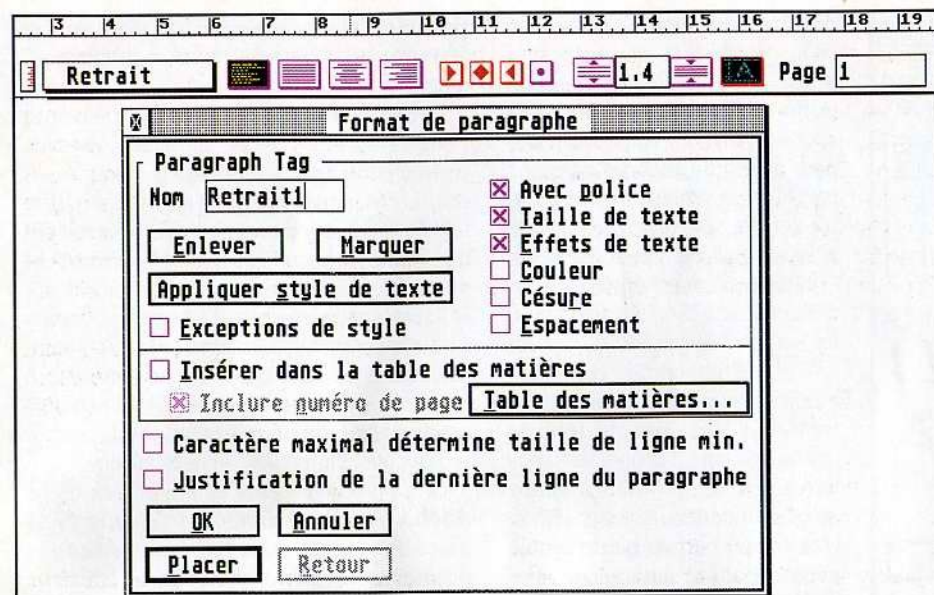 3 4 5 6 7 8 9 10 11 12 13 14 15 16 17 18 19
Retrait 1.4 A Page 1
Format de paragraphe
Paragraph Tag
Nom Retrait1
Avec police
Taille de texte
Enlever Marquer Effets de texte
Couleur
Appliquer style de texte Césure
Exceptions de style Espacement
Insérer dans la table des matières
Inclure numéro de page Table des matières...
Caractère maximal détermine taille de ligne min.
Justification de la dernière ligne du paragraphe
OK Annuler
Placer Retour